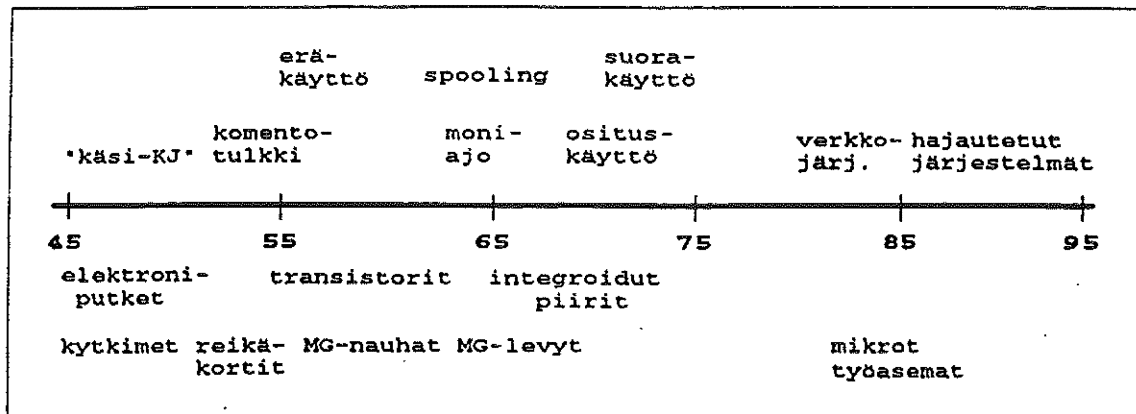 erä-
käyttö
spooling
suora-
käyttö
"käsi-KJ"
komento-
tulkki
moni-
ajo
ositus-
käyttö
verkko-
järj.
hajautetut
järjestelmät
45 55 65 75 85 95
elektroni-
putket
transistorit
integroidut
piirit
kytkimet
reikä-
kortit
MG-nauhat
MG-levyt
mikrot
työasemat